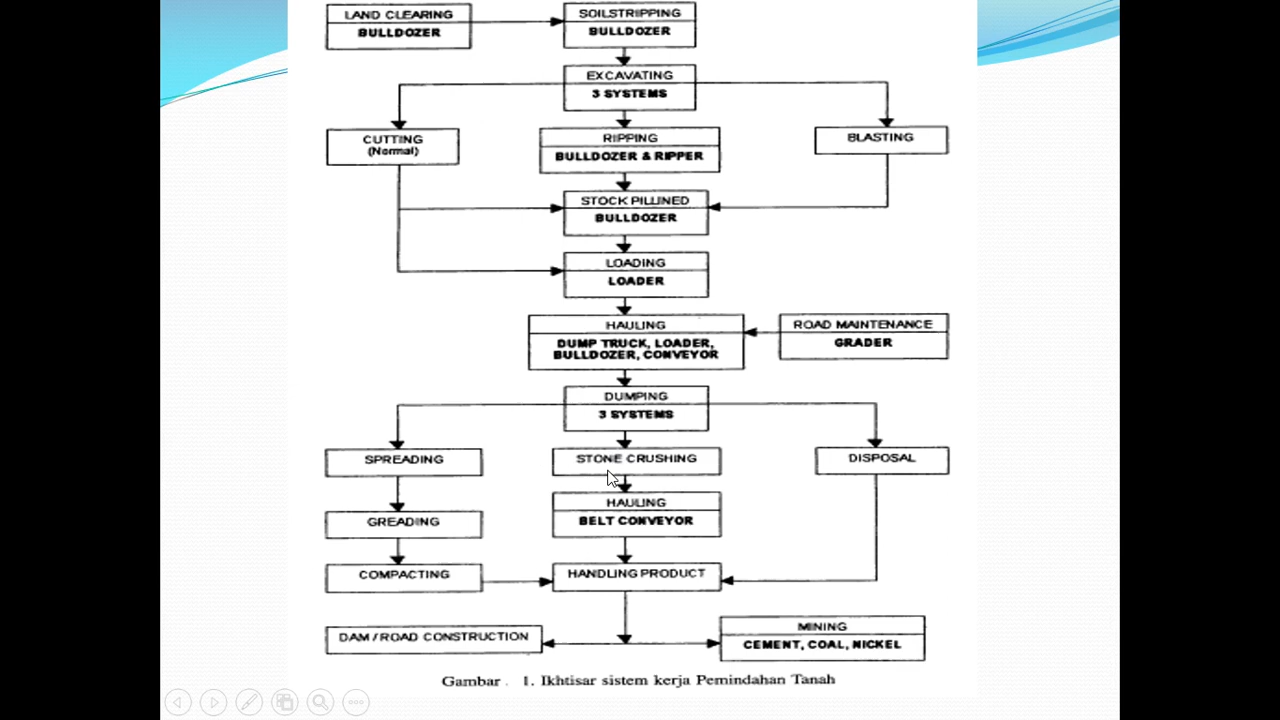 LAND CLEARING
BULLDOZER
SOILSTRIPPING
BULLDOZER
EXCAVATING
3 SYSTEMS
CUTTING
(Normal)
RIPPING
BULLDOZER & RIPPER
BLASTING
STOCK PILLINED
BULLDOZER
LOADING
LOADER
HAULING
DUMP TRUCK, LOADER,
BULLDOZER, CONVEYOR
ROAD MAINTENANCE
GRADER
DUMPING
3 SYSTEMS
SPREADING
STONE CRUSHING
DISPOSAL
HAULING
BELT CONVEYOR
GREADING
COMPACTING
HANDLING PRODUCT
DAM / ROAD CONSTRUCTION
MINING
CEMENT, COAL, NICKEL
Gambar . 1. Ikhtisar sistem kerja Pemindahan Tanah